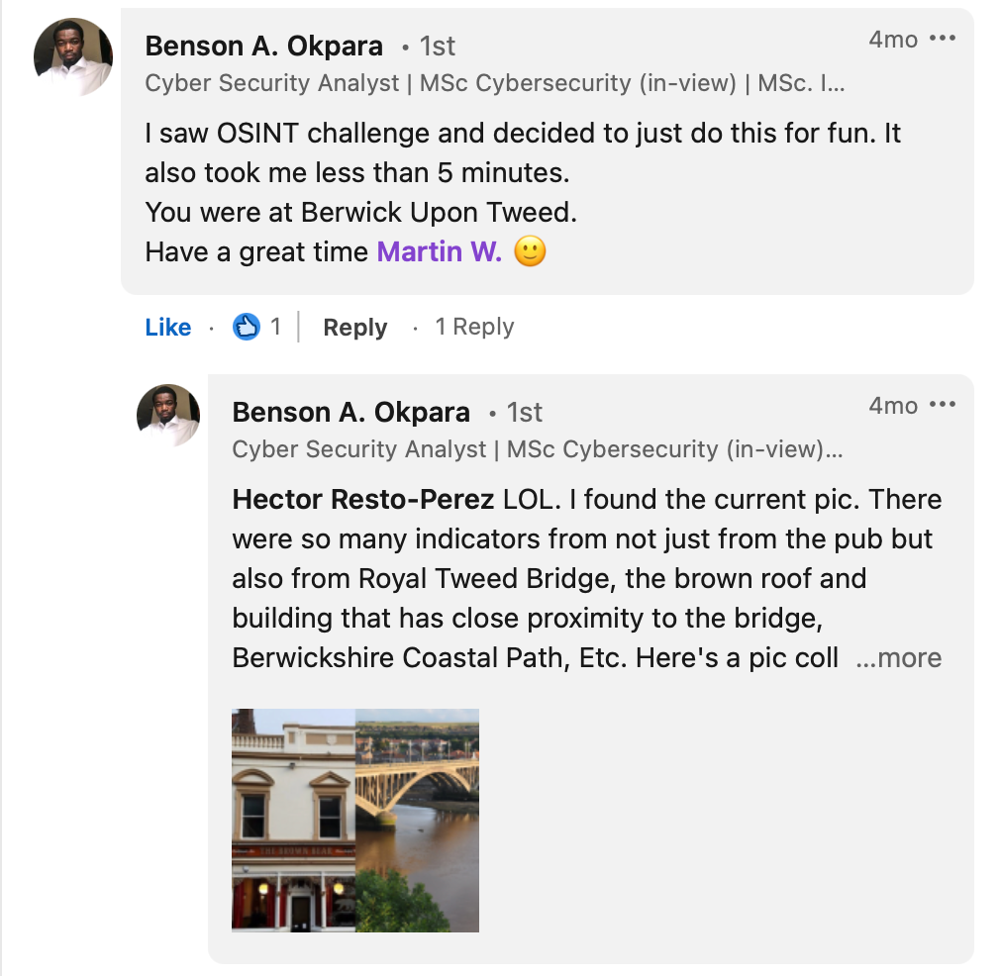 Benson A. Okpara • 1st
4mo •••
Cyber Security Analyst | MSc Cybersecurity (in-view) | MSc. I...
I saw OSINT challenge and decided to just do this for fun. It
also took me less than 5 minutes.
You were at Berwick Upon Tweed.
Have a great time Martin W. 🙂
Like · 1 | Reply · 1 Reply
Benson A. Okpara • 1st
4mo •••
Cyber Security Analyst | MSc Cybersecurity (in-view)...
Hector Resto-Perez LOL. I found the current pic. There
were so many indicators from not just from the pub but
also from Royal Tweed Bridge, the brown roof and
building that has close proximity to the bridge,
Berwickshire Coastal Path, Etc. Here's a pic coll ...more
THE BROWN BEAR